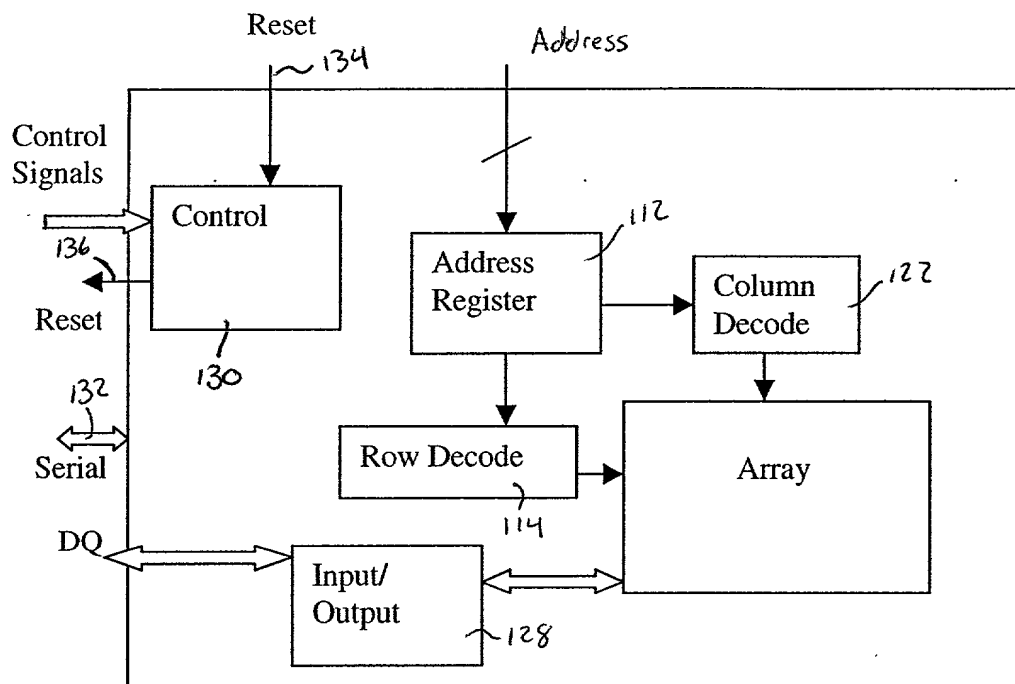 Reset
134
Address
Control
Signals
Control
136
Reset
130
112
Address
Register
Column
Decode
122
132
Serial
Row Decode
114
Array
DQ
Input/
Output
128